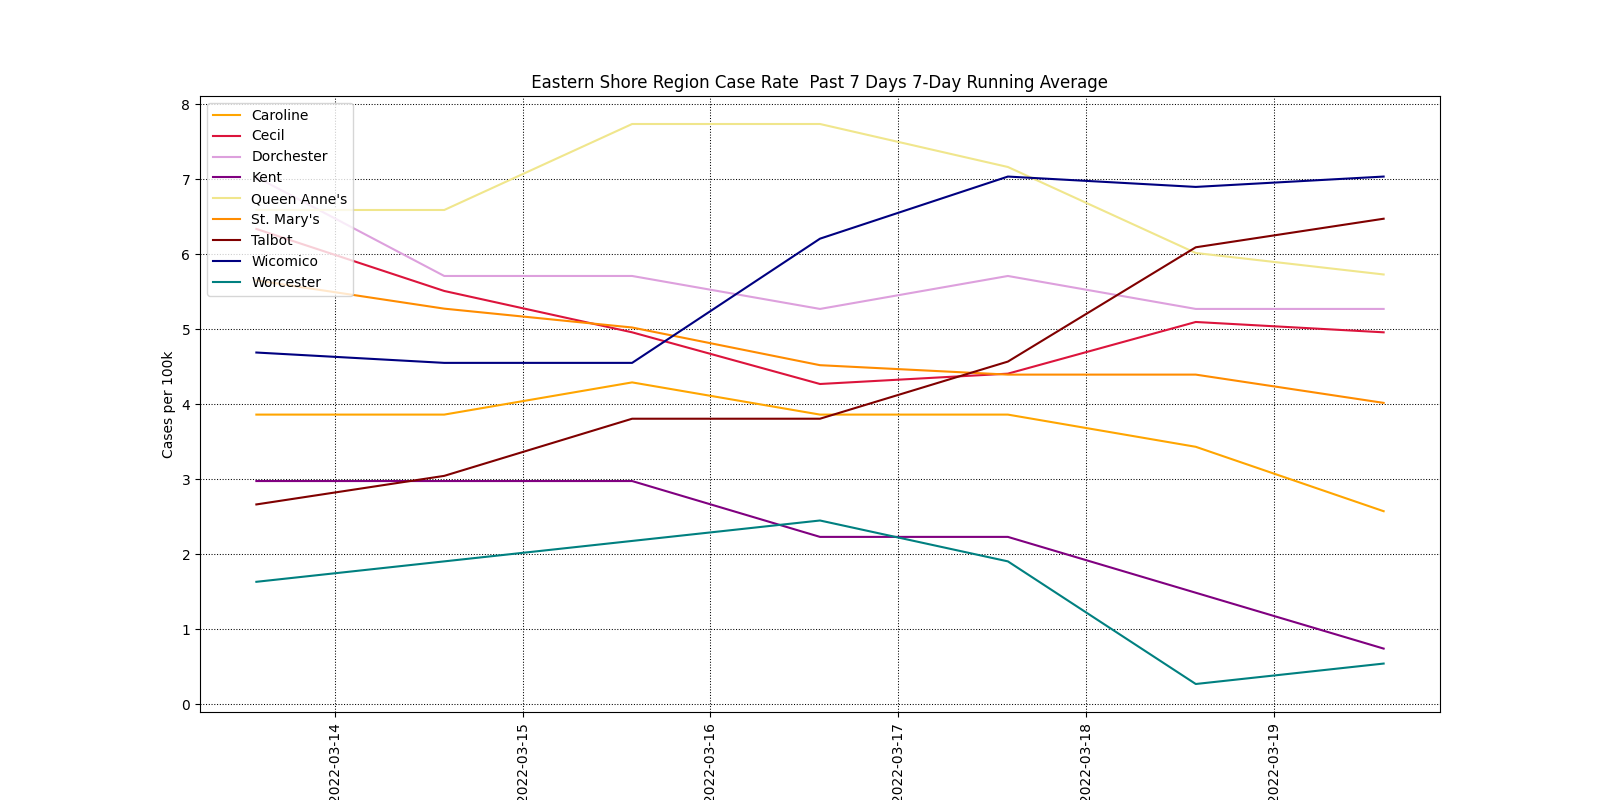 Eastern Shore Region Case Rate  Past 7 Days 7-Day Running Average
8
7
6
5
4
3
2
1
0
Cases per 100k
Caroline
Cecil
Dorchester
Kent
Queen Anne's
St. Mary's
Talbot
Wicomico
Worcester
2022-03-14
2022-03-15
2022-03-16
2022-03-17
2022-03-18
2022-03-19